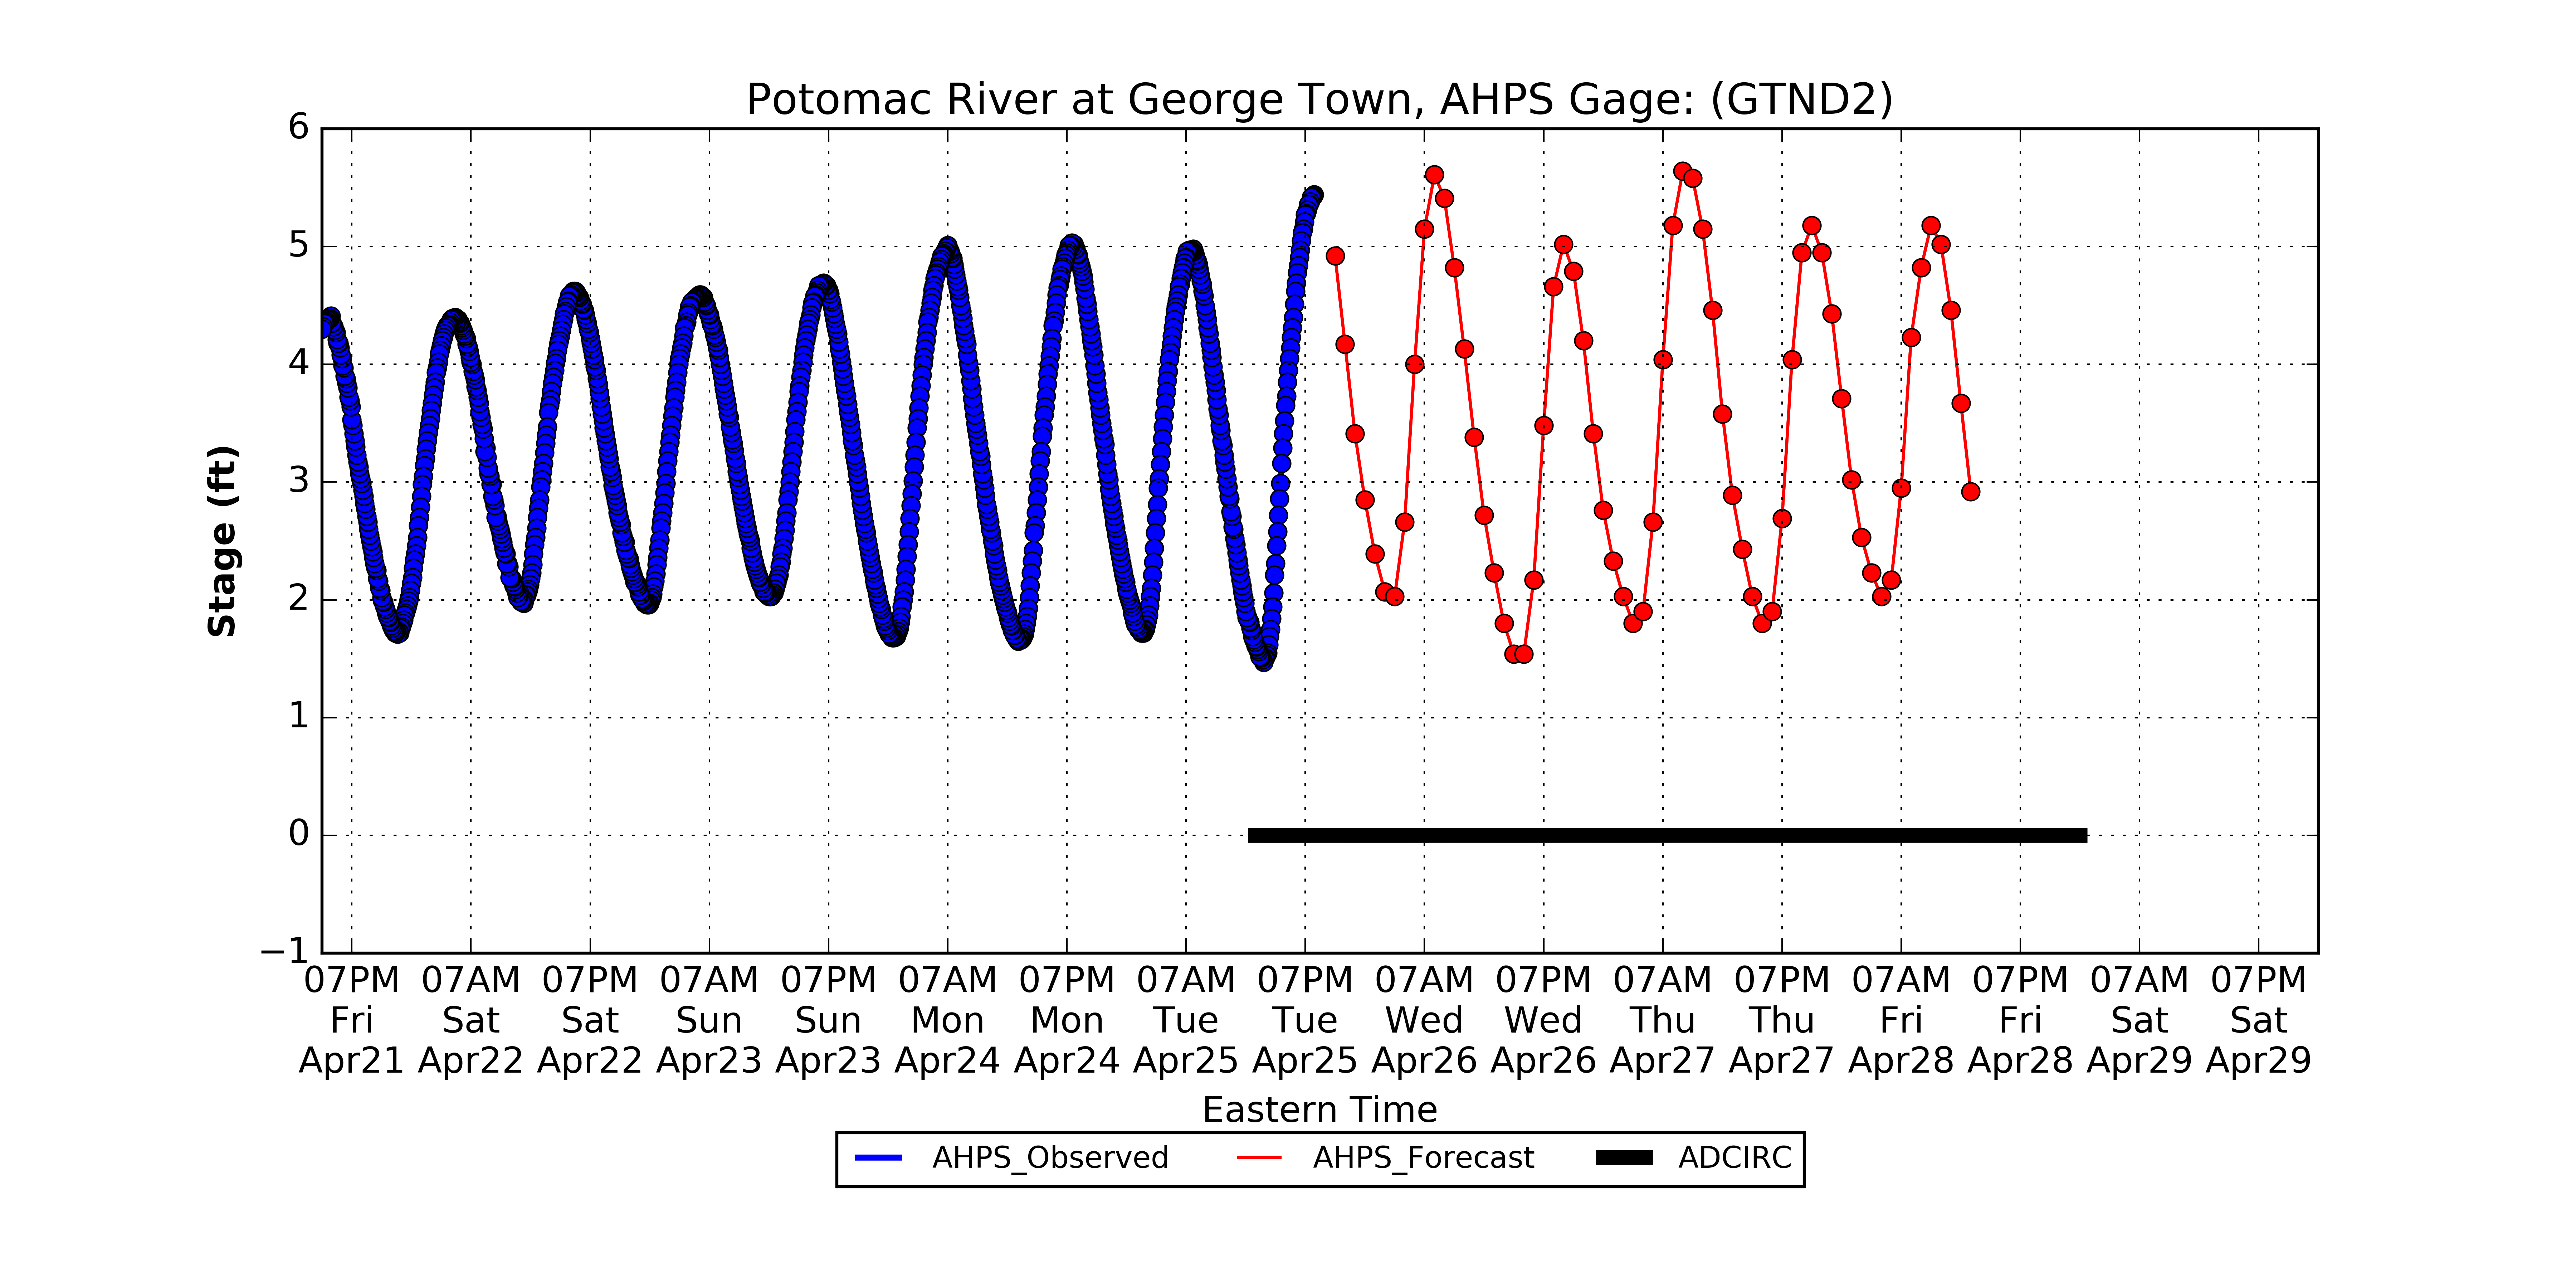 Potomac River at George Town, AHPS Gage: (GTND2)
6
5
4
3
2
1
0
−1
Stage (ft)
07PM 07AM 07PM 07AM 07PM 07AM 07PM 07AM 07PM 07AM 07PM 07AM 07PM 07AM 07PM 07AM 07PM
Fri Sat Sat Sun Sun Mon Mon Tue Tue Wed Wed Thu Thu Fri Fri Sat Sat
Apr21 Apr22 Apr22 Apr23 Apr23 Apr24 Apr24 Apr25 Apr25 Apr26 Apr26 Apr27 Apr27 Apr28 Apr28 Apr29 Apr29
Eastern Time
AHPS_Observed AHPS_Forecast ADCIRC